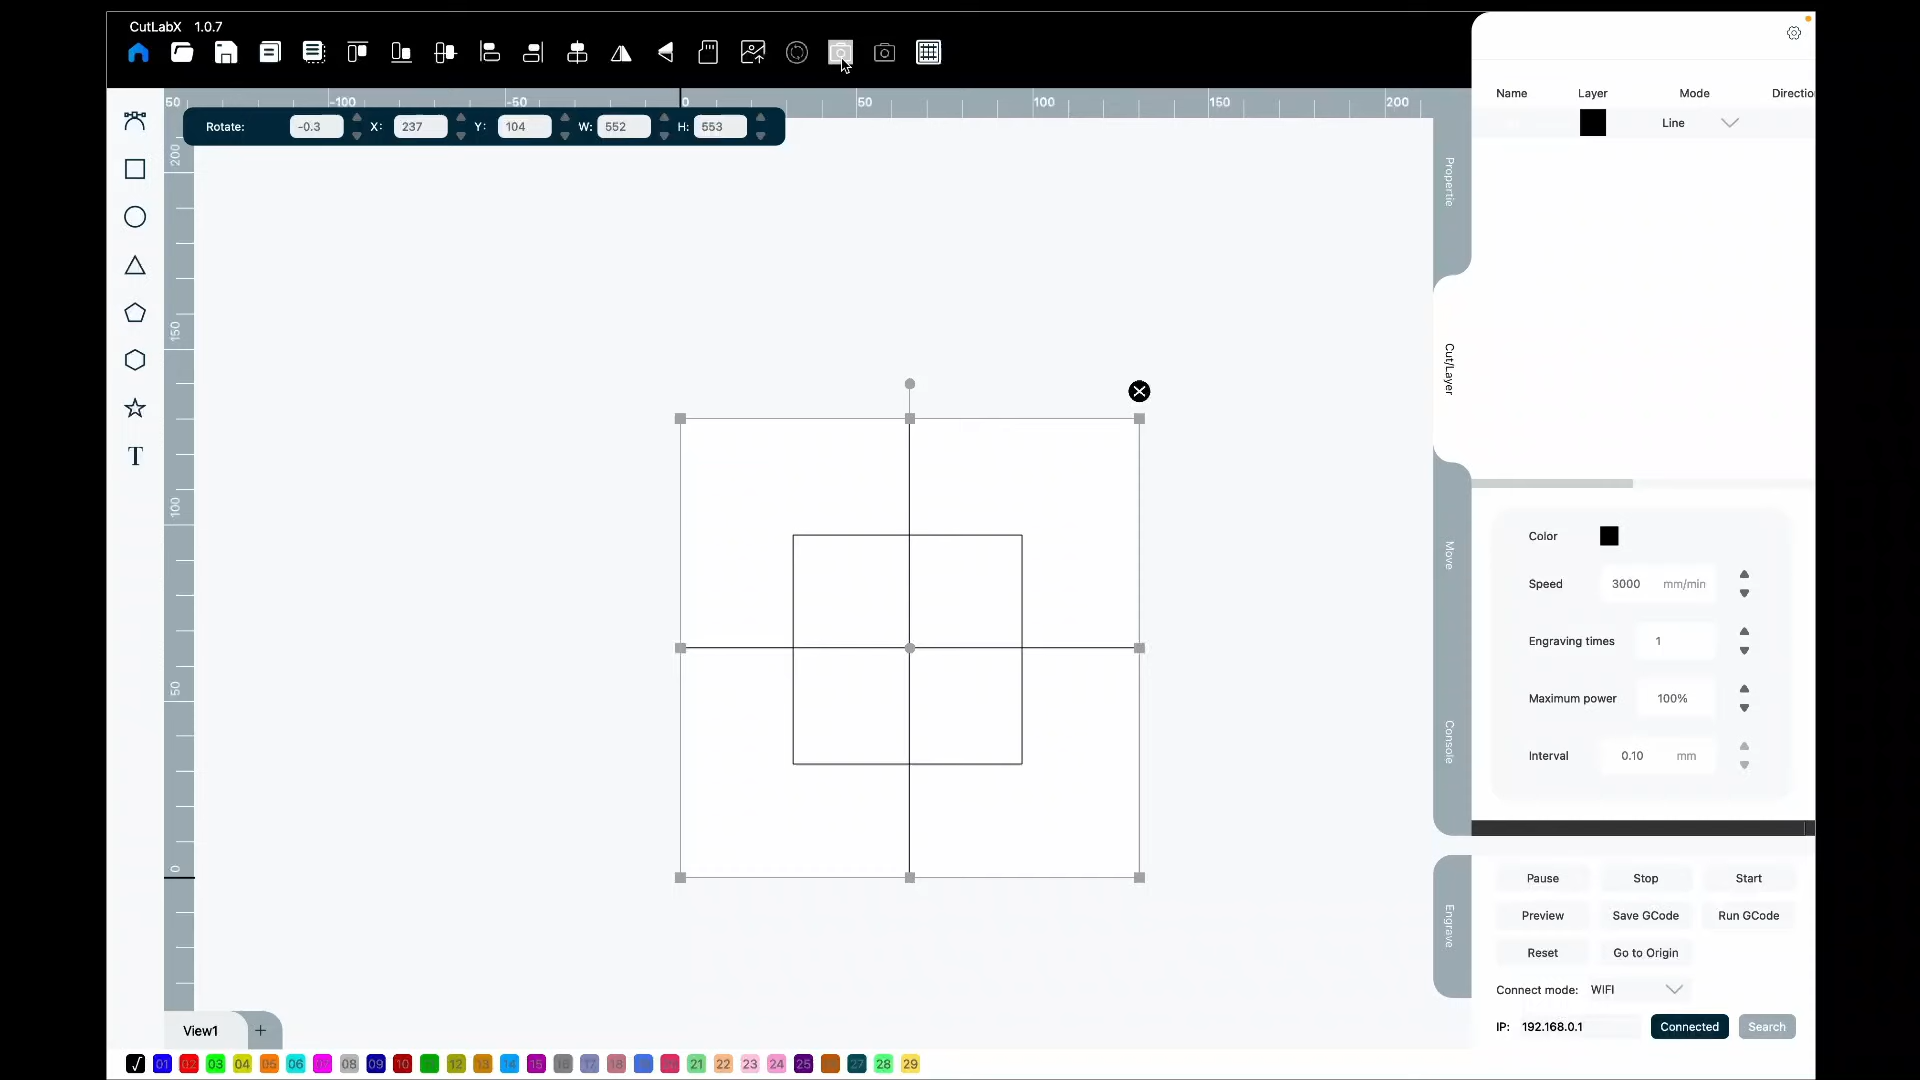 CutLabX 1.0.7
50 -100 -50 0 50 100 150 200
Rotate: -0.3 X: 237 Y: 104 W: 552 H: 553
200
150
100
50
0
T
Name Layer Mode Directio
Line
Propertie
Cut/Layer
Move
Console
Engrave
Color
Speed 3000 mm/min
Engraving times 1
Maximum power 100%
Interval 0.10 mm
Pause Stop Start
Preview Save GCode Run GCode
Reset Go to Origin
Connect mode: WIFI
IP: 192.168.0.1 Connected Search
View1 +
01 02 03 04 05 06 08 09 10 12 13 14 15 16 17 18 21 22 23 24 25 27 28 29